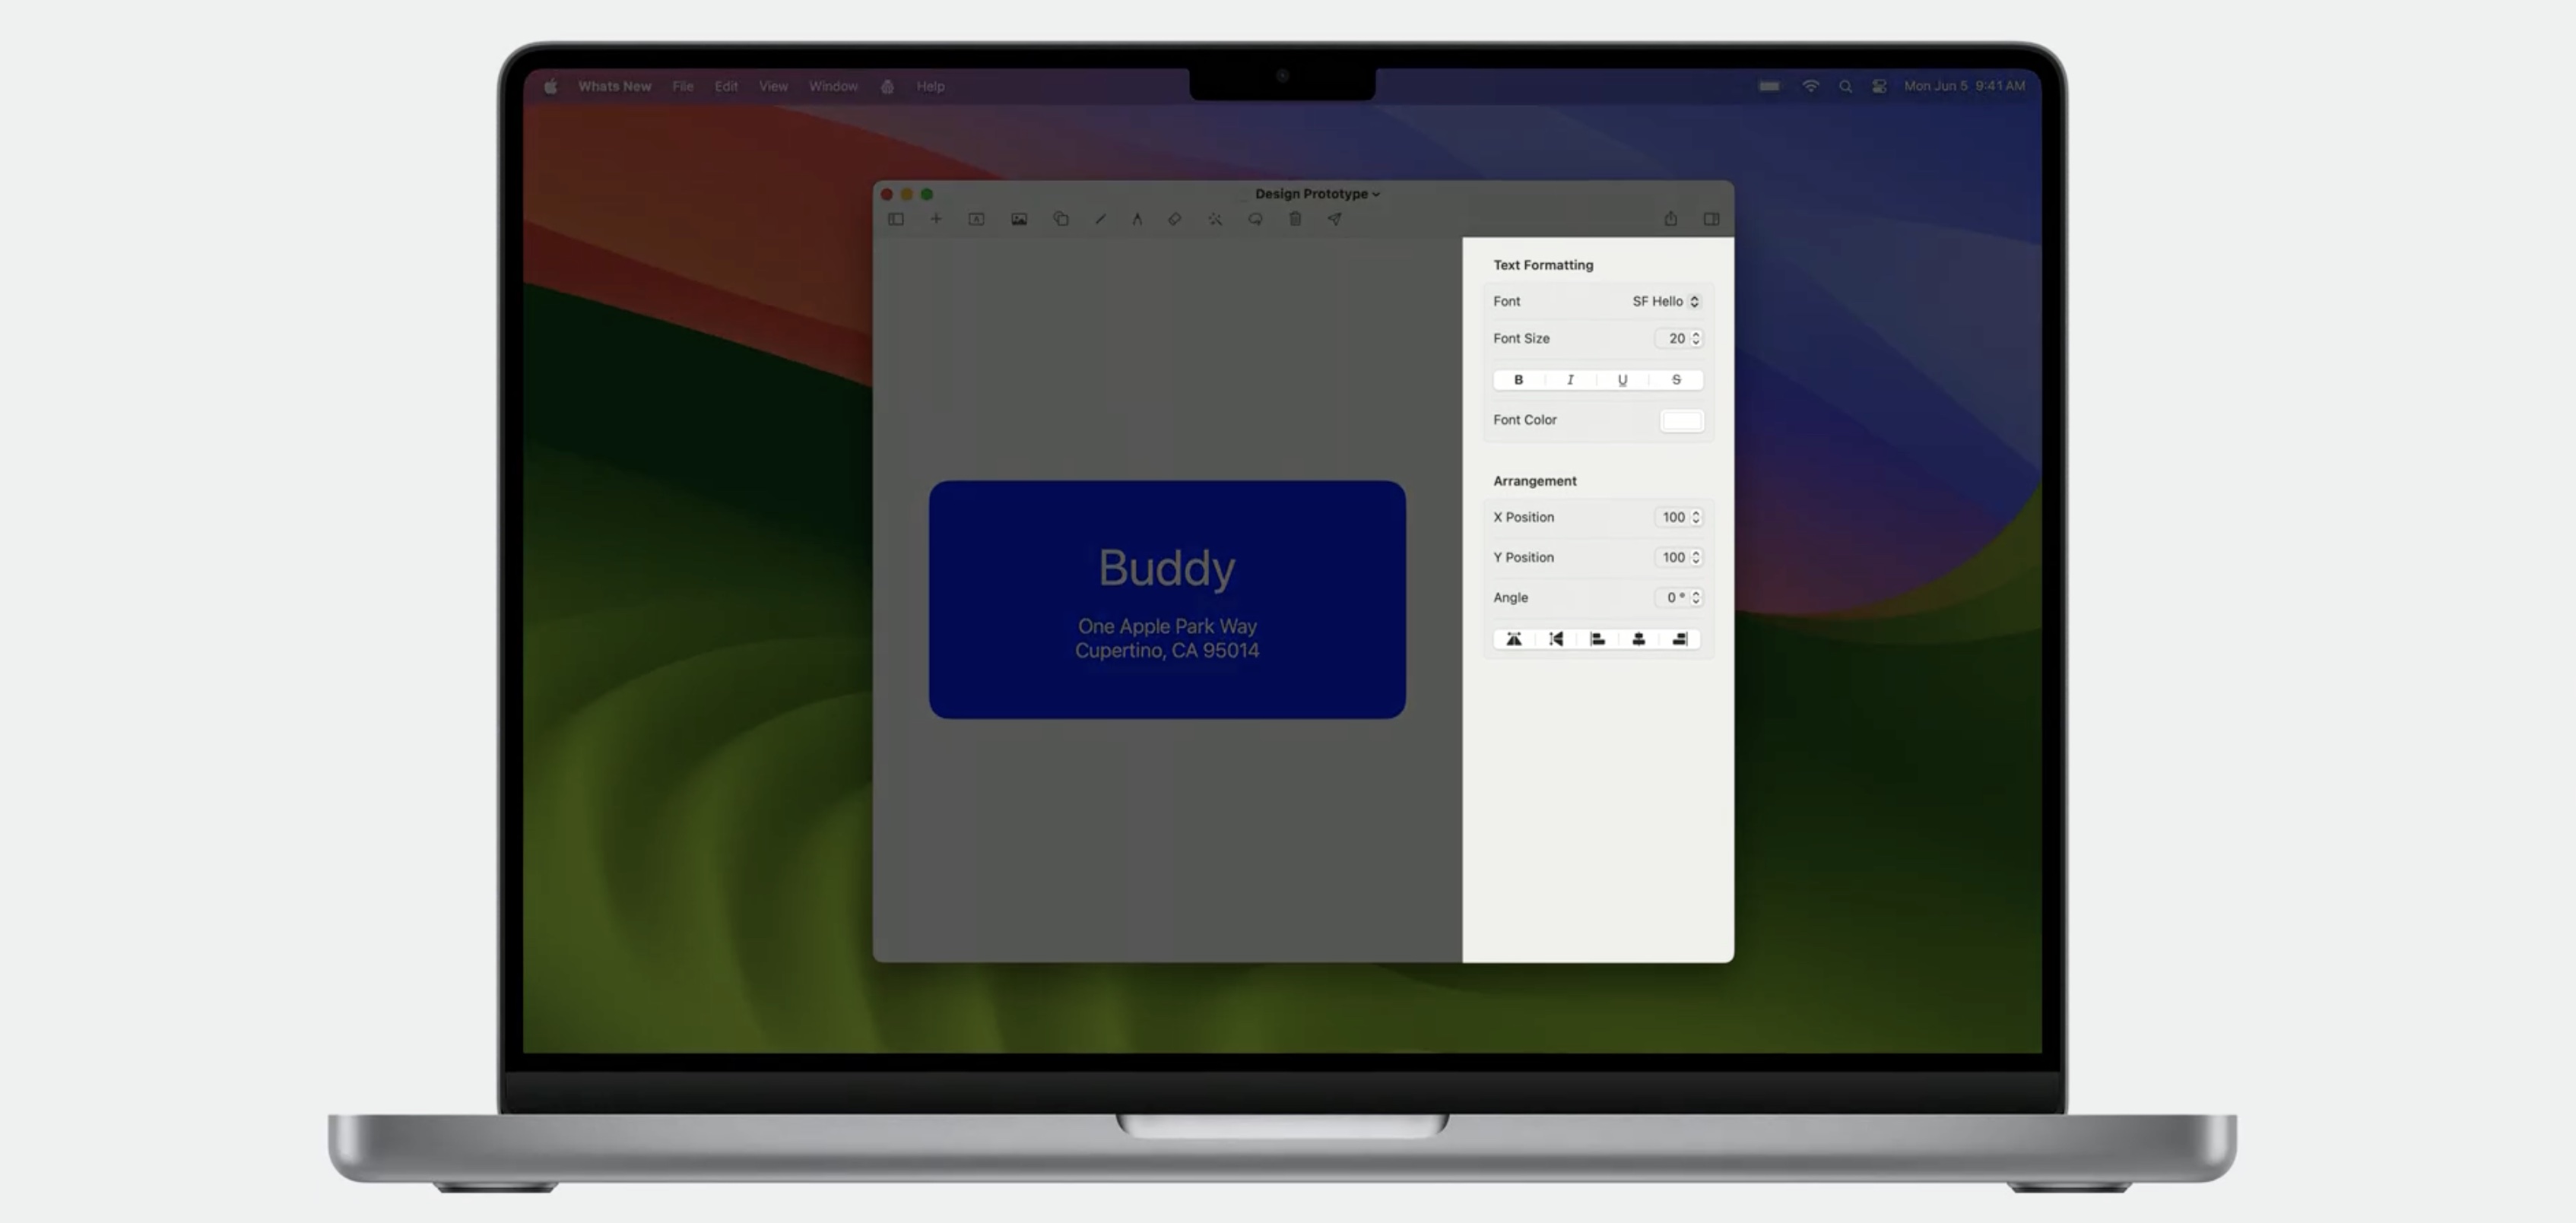 Whats New File Edit View Window Help
Mon Jun 5 9:41 AM
Design Prototype
A
Text Formatting
Font SF Hello
Font Size 20
B I U S
Font Color
Arrangement
X Position 100
Y Position 100
Angle 0 °
Buddy
One Apple Park Way
Cupertino, CA 95014